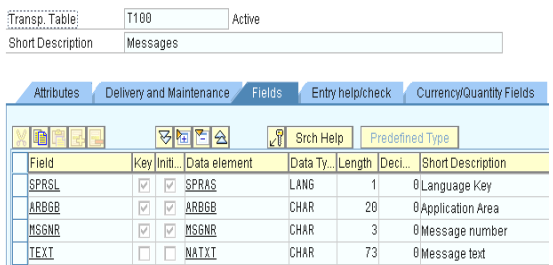 Transp. Table T100 Active
Short Description Messages
Attributes Delivery and Maintenance Fields Entry help/check Currency/Quantity Fields
Srch Help Predefined Type
Field Key Initi... Data element Data Ty... Length Deci... Short Description
SPRSL SPRAS LANG 1 0 Language Key
ARBGB ARBGB CHAR 20 0 Application Area
MSGNR MSGNR CHAR 3 0 Message number
TEXT NATXT CHAR 73 0 Message text